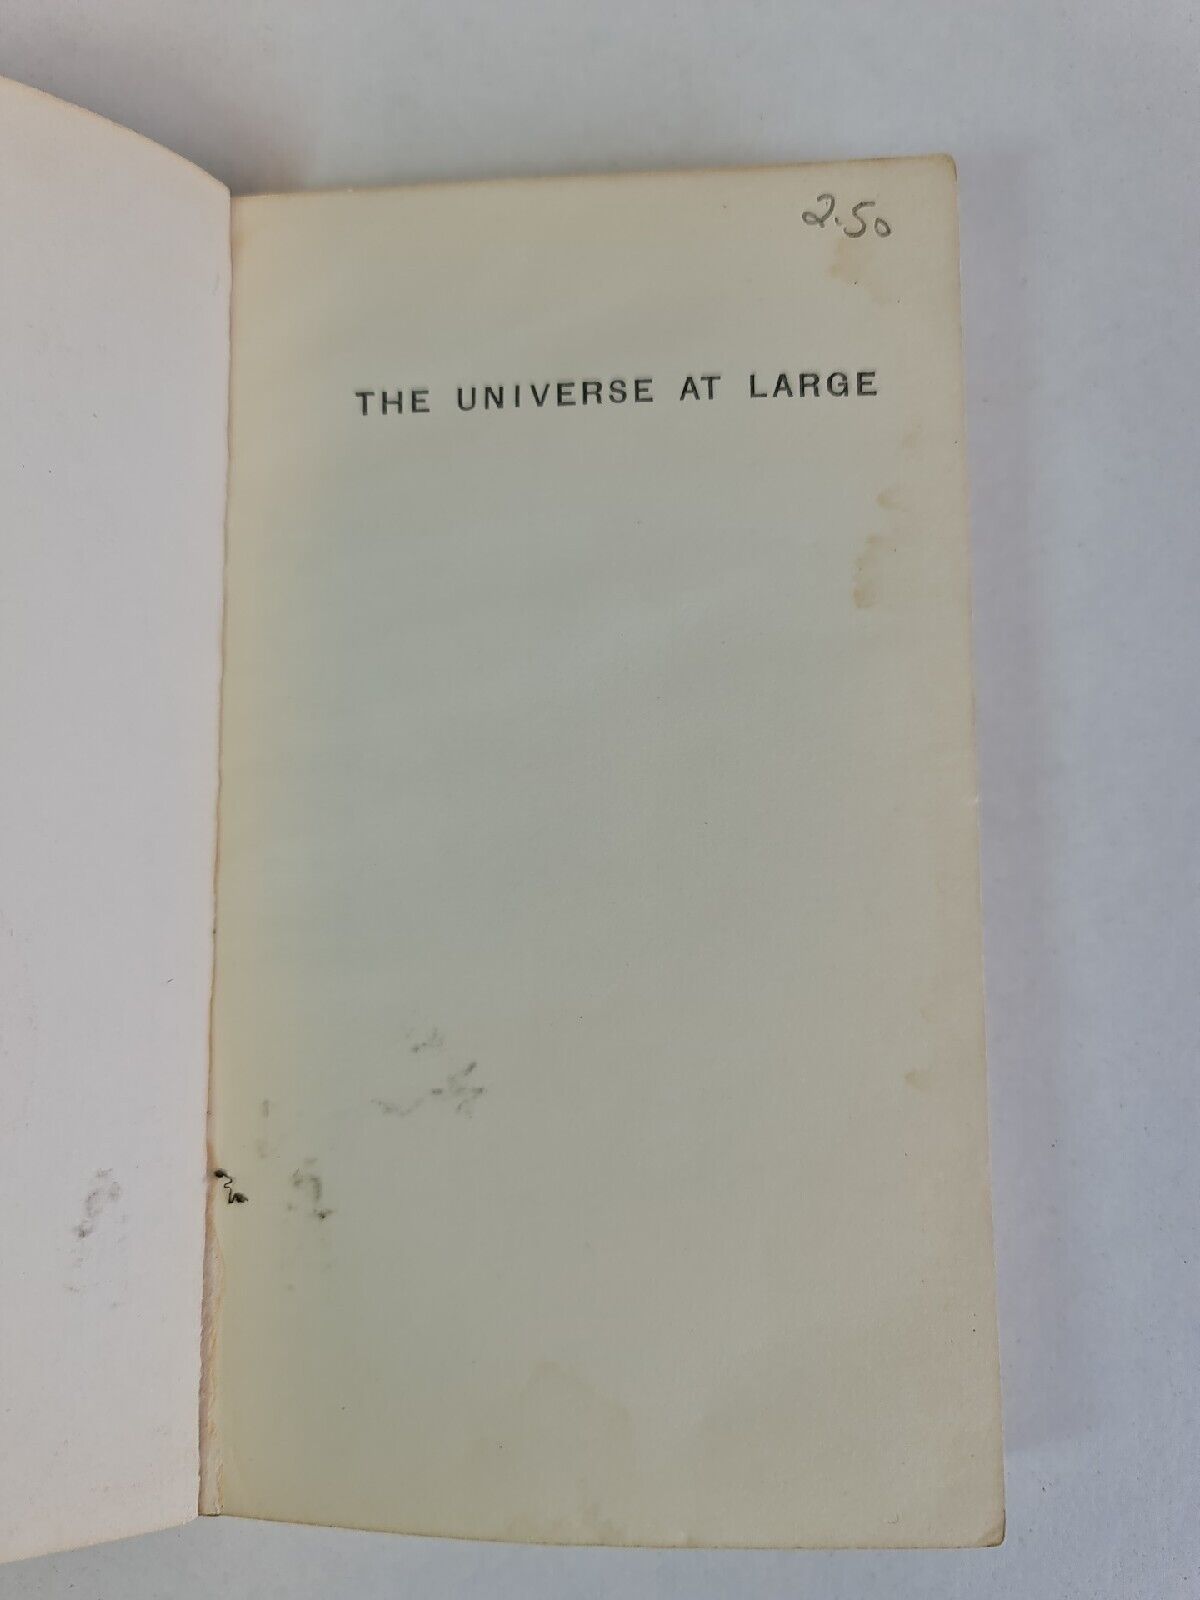 2.50
THE UNIVERSE AT LARGE